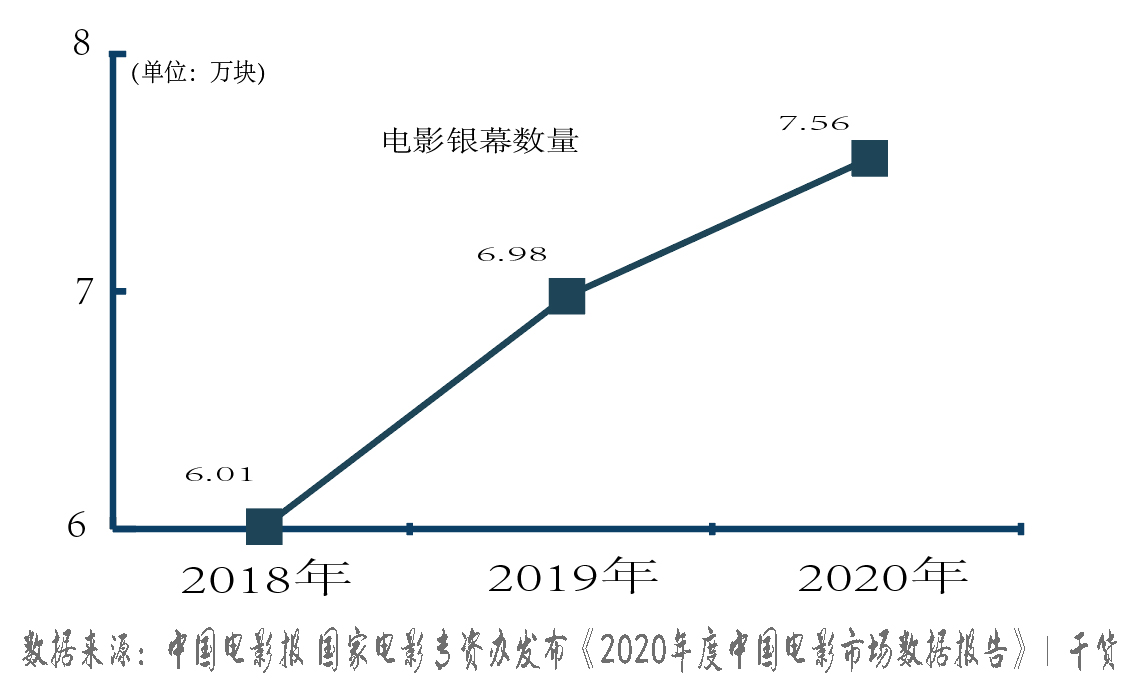 8
(单位：万块)
电影银幕数量
7.56
6.98
7
6.01
6
2018年 2019年 2020年
数据来源：中国电影报 国家电影专资办发布《2020年度中国电影市场数据报告》| 干货